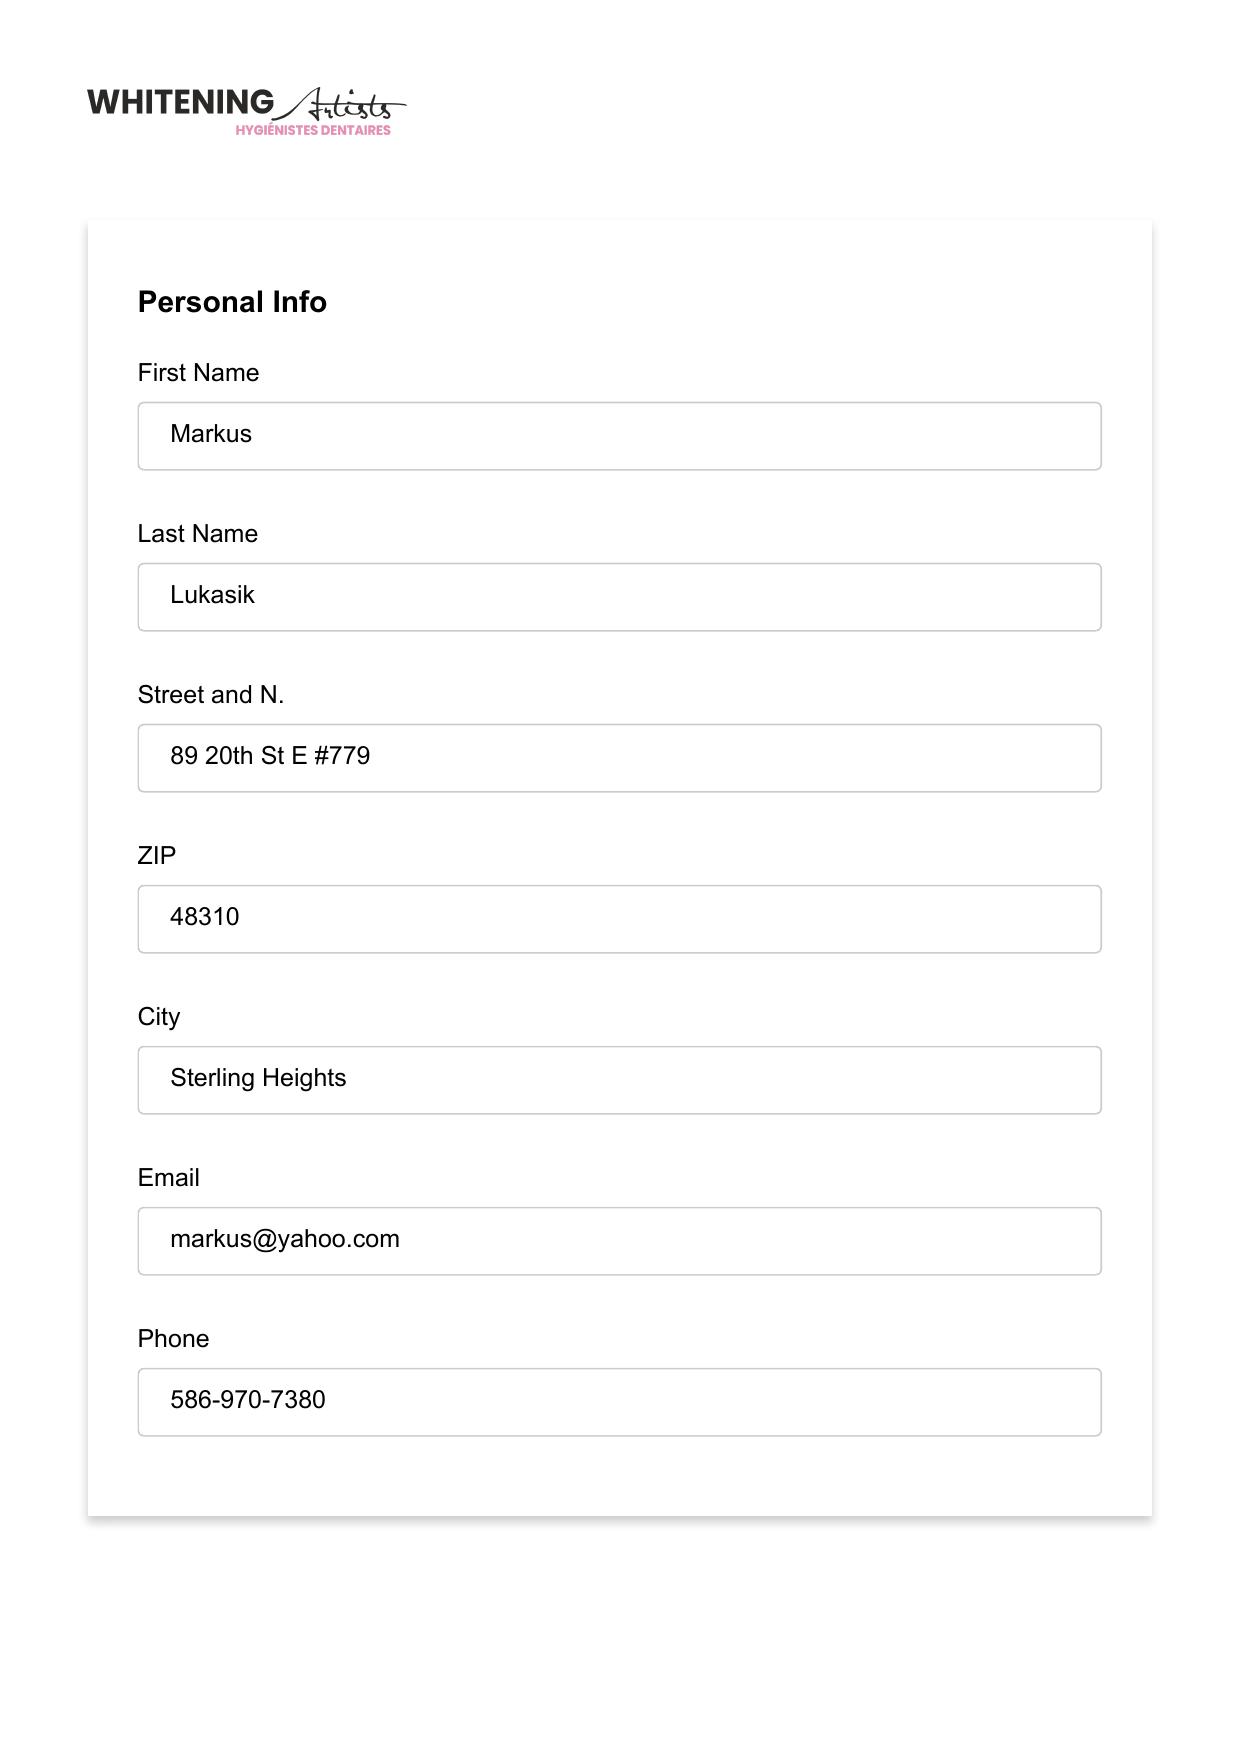 WHITENING Artists
HYGIÉNISTES DENTAIRES
Personal Info
First Name
Markus
Last Name
Lukasik
Street and N.
89 20th St E #779
ZIP
48310
City
Sterling Heights
Email
markus@yahoo.com
Phone
586-970-7380